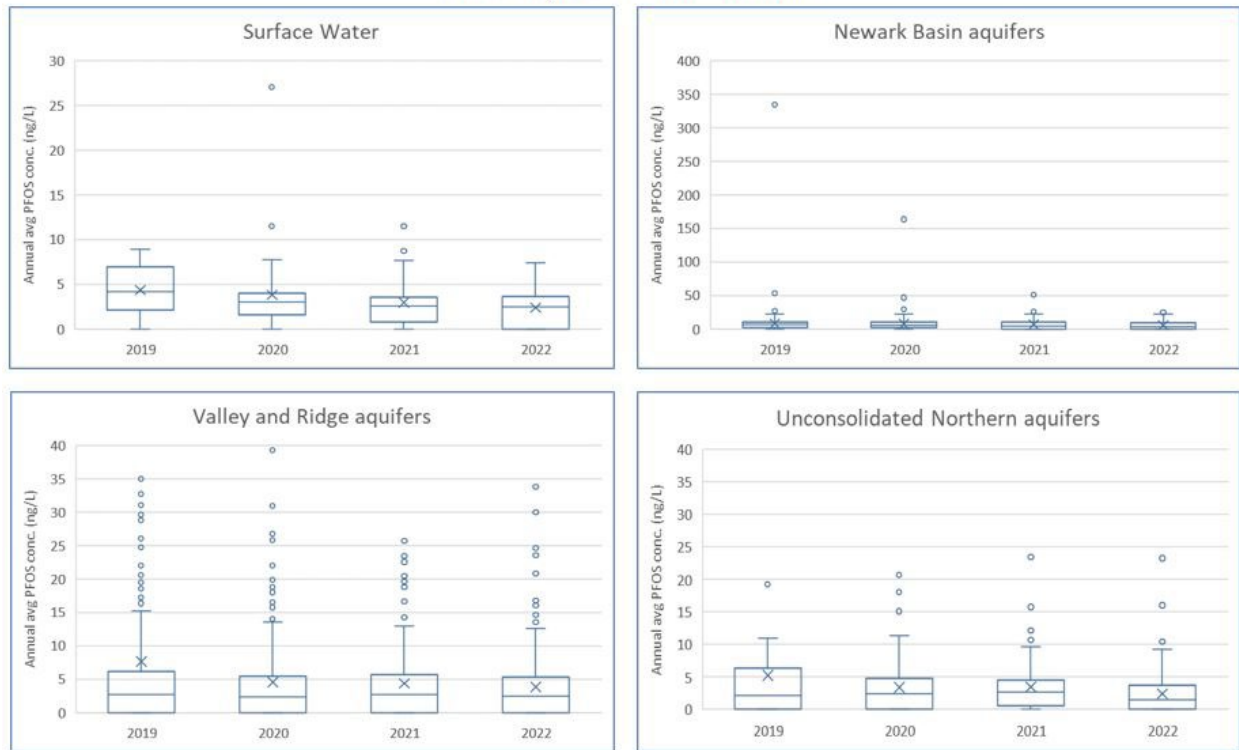 Surface Water
Annual avg PFOS conc. (ng/L)
30
25
20
15
10
5
0
2019 2020 2021 2022
Newark Basin aquifers
Annual avg PFOS conc. (ng/L)
400
350
300
250
200
150
100
50
0
2019 2020 2021 2022
Valley and Ridge aquifers
Annual avg PFOS conc. (ng/L)
40
35
30
25
20
15
10
5
0
2019 2020 2021 2022
Unconsolidated Northern aquifers
Annual avg PFOS conc. (ng/L)
40
35
30
25
20
15
10
5
0
2019 2020 2021 2022